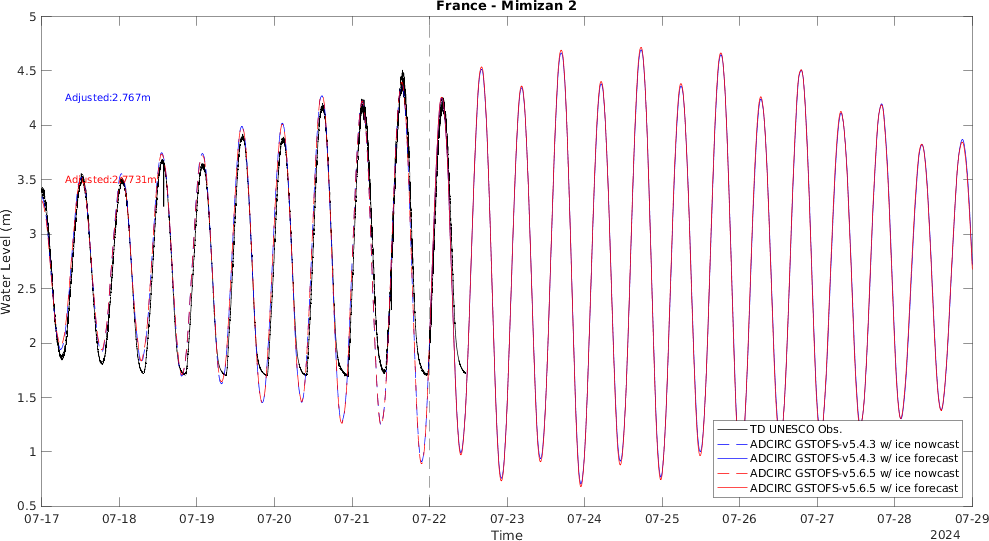 France - Mimizan 2
Water Level (m)
5
4.5
4
3.5
3
2.5
2
1.5
1
0.5
Adjusted:2.767m
Adjusted:2.7731m
TD UNESCO Obs.
ADCIRC GSTOFS-v5.4.3 w/ ice nowcast
ADCIRC GSTOFS-v5.4.3 w/ ice forecast
ADCIRC GSTOFS-v5.6.5 w/ ice nowcast
ADCIRC GSTOFS-v5.6.5 w/ ice forecast
07-17 07-18 07-19 07-20 07-21 07-22 07-23 07-24 07-25 07-26 07-27 07-28 07-29
Time
2024